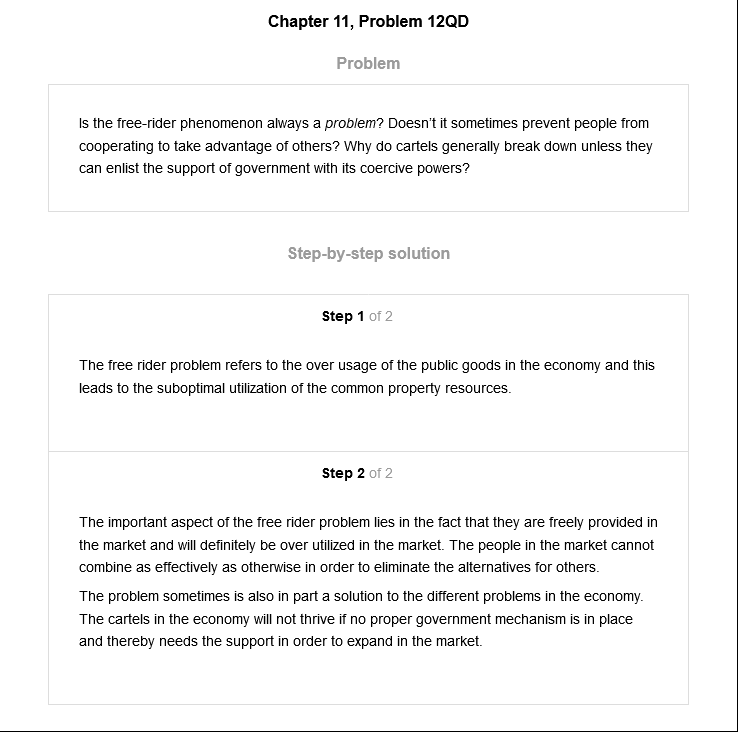 Chapter 11, Problem 12QD
Problem
Is the free-rider phenomenon always a problem? Doesn't it sometimes prevent people from
cooperating to take advantage of others? Why do cartels generally break down unless they
can enlist the support of government with its coercive powers?
Step-by-step solution
Step 1 of 2
The free rider problem refers to the over usage of the public goods in the economy and this
leads to the suboptimal utilization of the common property resources.
Step 2 of 2
The important aspect of the free rider problem lies in the fact that they are freely provided in
the market and will definitely be over utilized in the market. The people in the market cannot
combine as effectively as otherwise in order to eliminate the alternatives for others.
The problem sometimes is also in part a solution to the different problems in the economy.
The cartels in the economy will not thrive if no proper government mechanism is in place
and thereby needs the support in order to expand in the market.